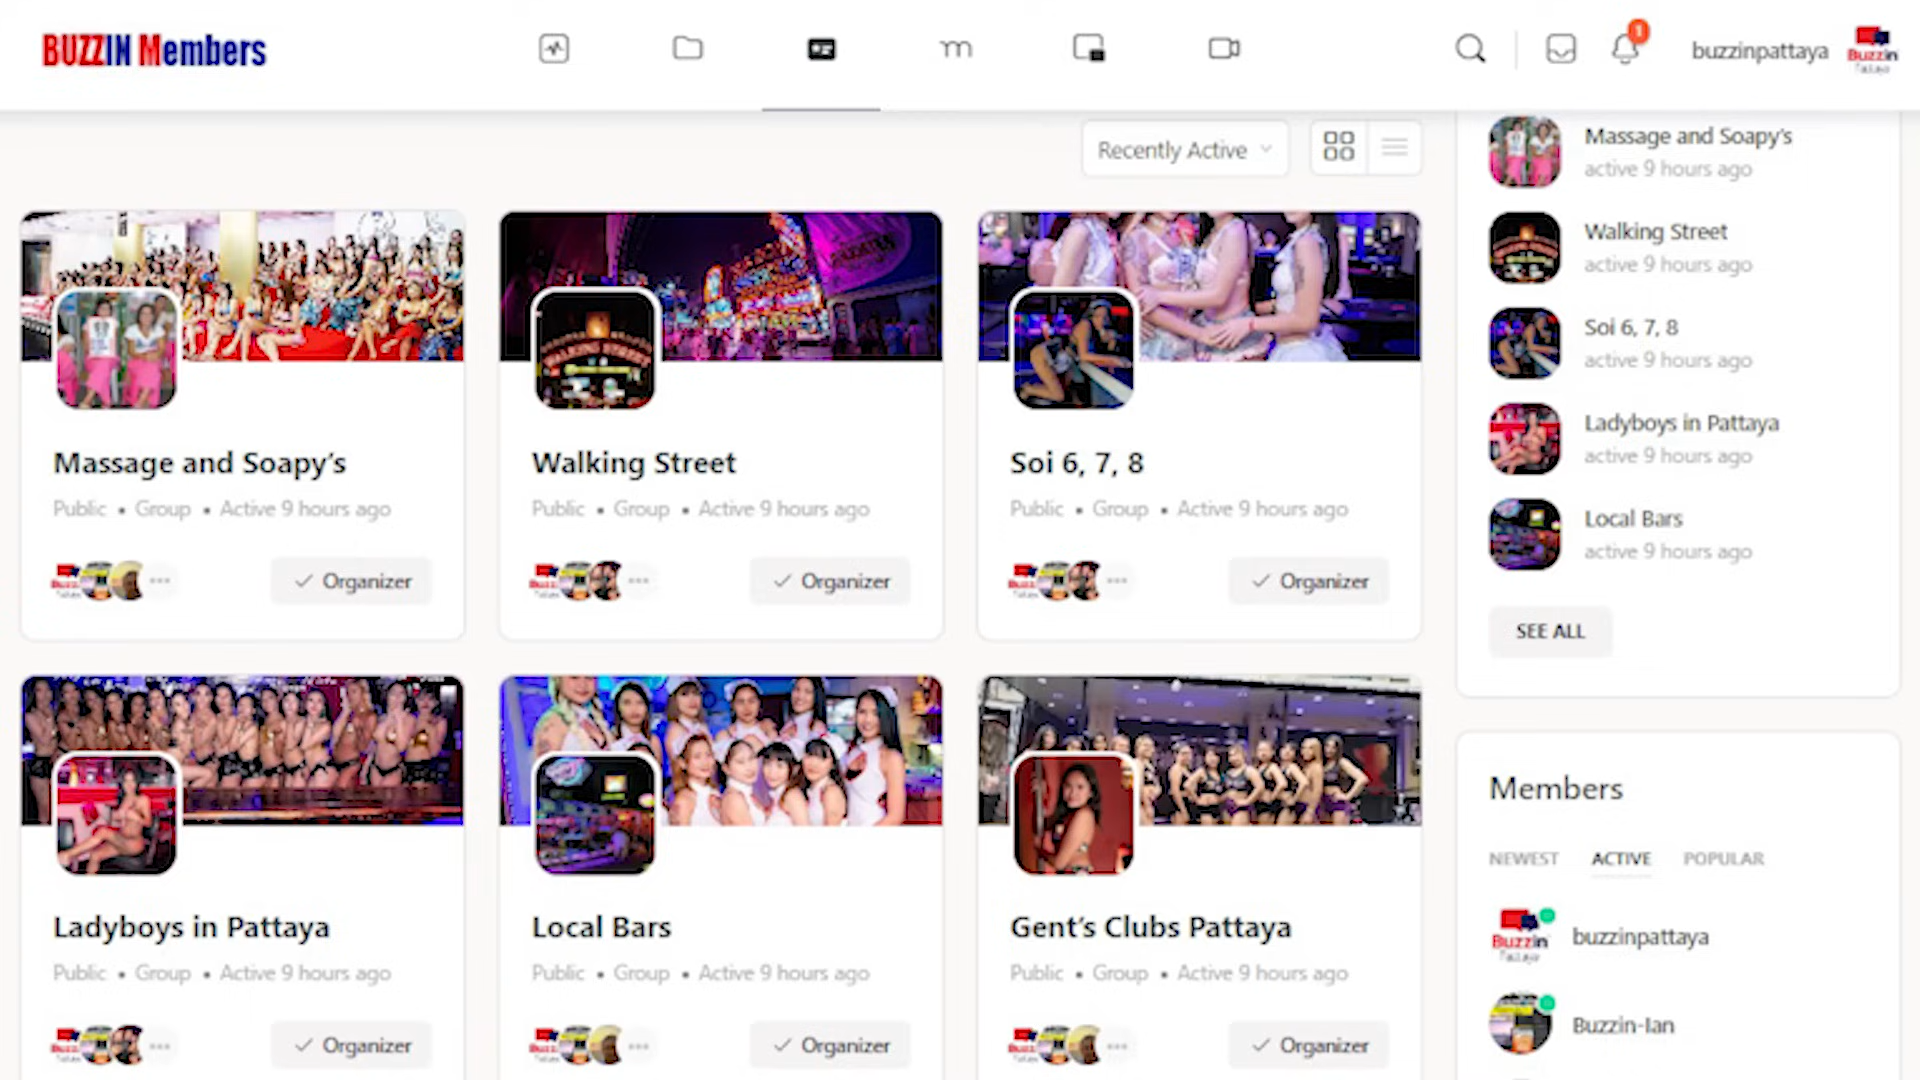 BUZZIN Members
1
buzzinpattaya
Buzzin
Recently Active
Massage and Soapy's
Public • Group • Active 9 hours ago
Organizer
Walking Street
Public • Group • Active 9 hours ago
Organizer
Soi 6, 7, 8
Public • Group • Active 9 hours ago
Organizer
Ladyboys in Pattaya
Public • Group • Active 9 hours ago
Organizer
Local Bars
Public • Group • Active 9 hours ago
Organizer
Gent's Clubs Pattaya
Public • Group • Active 9 hours ago
Organizer
Massage and Soapy's
active 9 hours ago
Walking Street
active 9 hours ago
Soi 6, 7, 8
active 9 hours ago
Ladyboys in Pattaya
active 9 hours ago
Local Bars
active 9 hours ago
SEE ALL
Members
NEWEST ACTIVE POPULAR
Buzzin
buzzinpattaya
Buzzin-Ian